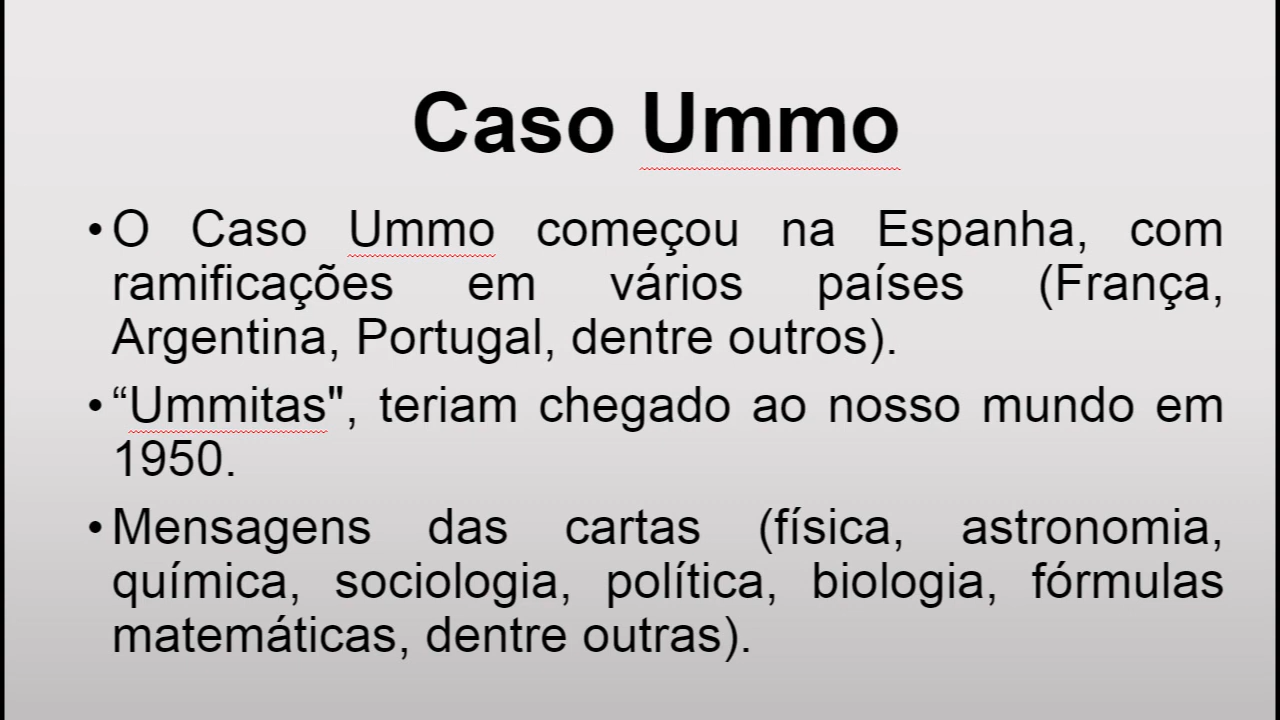 Caso Ummo
• O Caso Ummo começou na Espanha, com
ramificações em vários países (França,
Argentina, Portugal, dentre outros).
• “Ummitas", teriam chegado ao nosso mundo em
1950.
• Mensagens das cartas (física, astronomia,
química, sociologia, política, biologia, fórmulas
matemáticas, dentre outras).